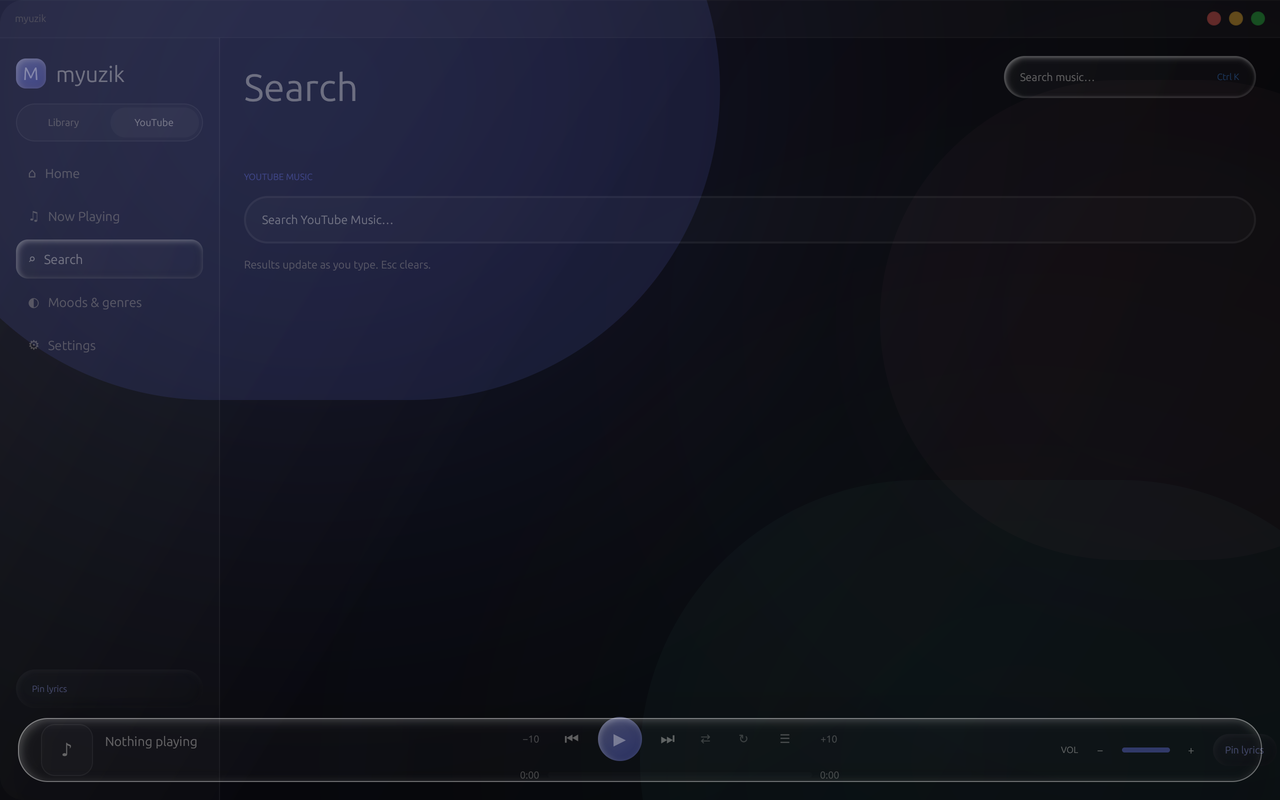 myuzik
M myuzik
Library YouTube
Home
Now Playing
Search
Moods & genres
Settings
Pin lyrics
Search
Search music... Ctrl K
YOUTUBE MUSIC
Search YouTube Music...
Results update as you type. Esc clears.
Nothing playing
−10 +10
0:00 0:00
VOL − +
Pin lyrics